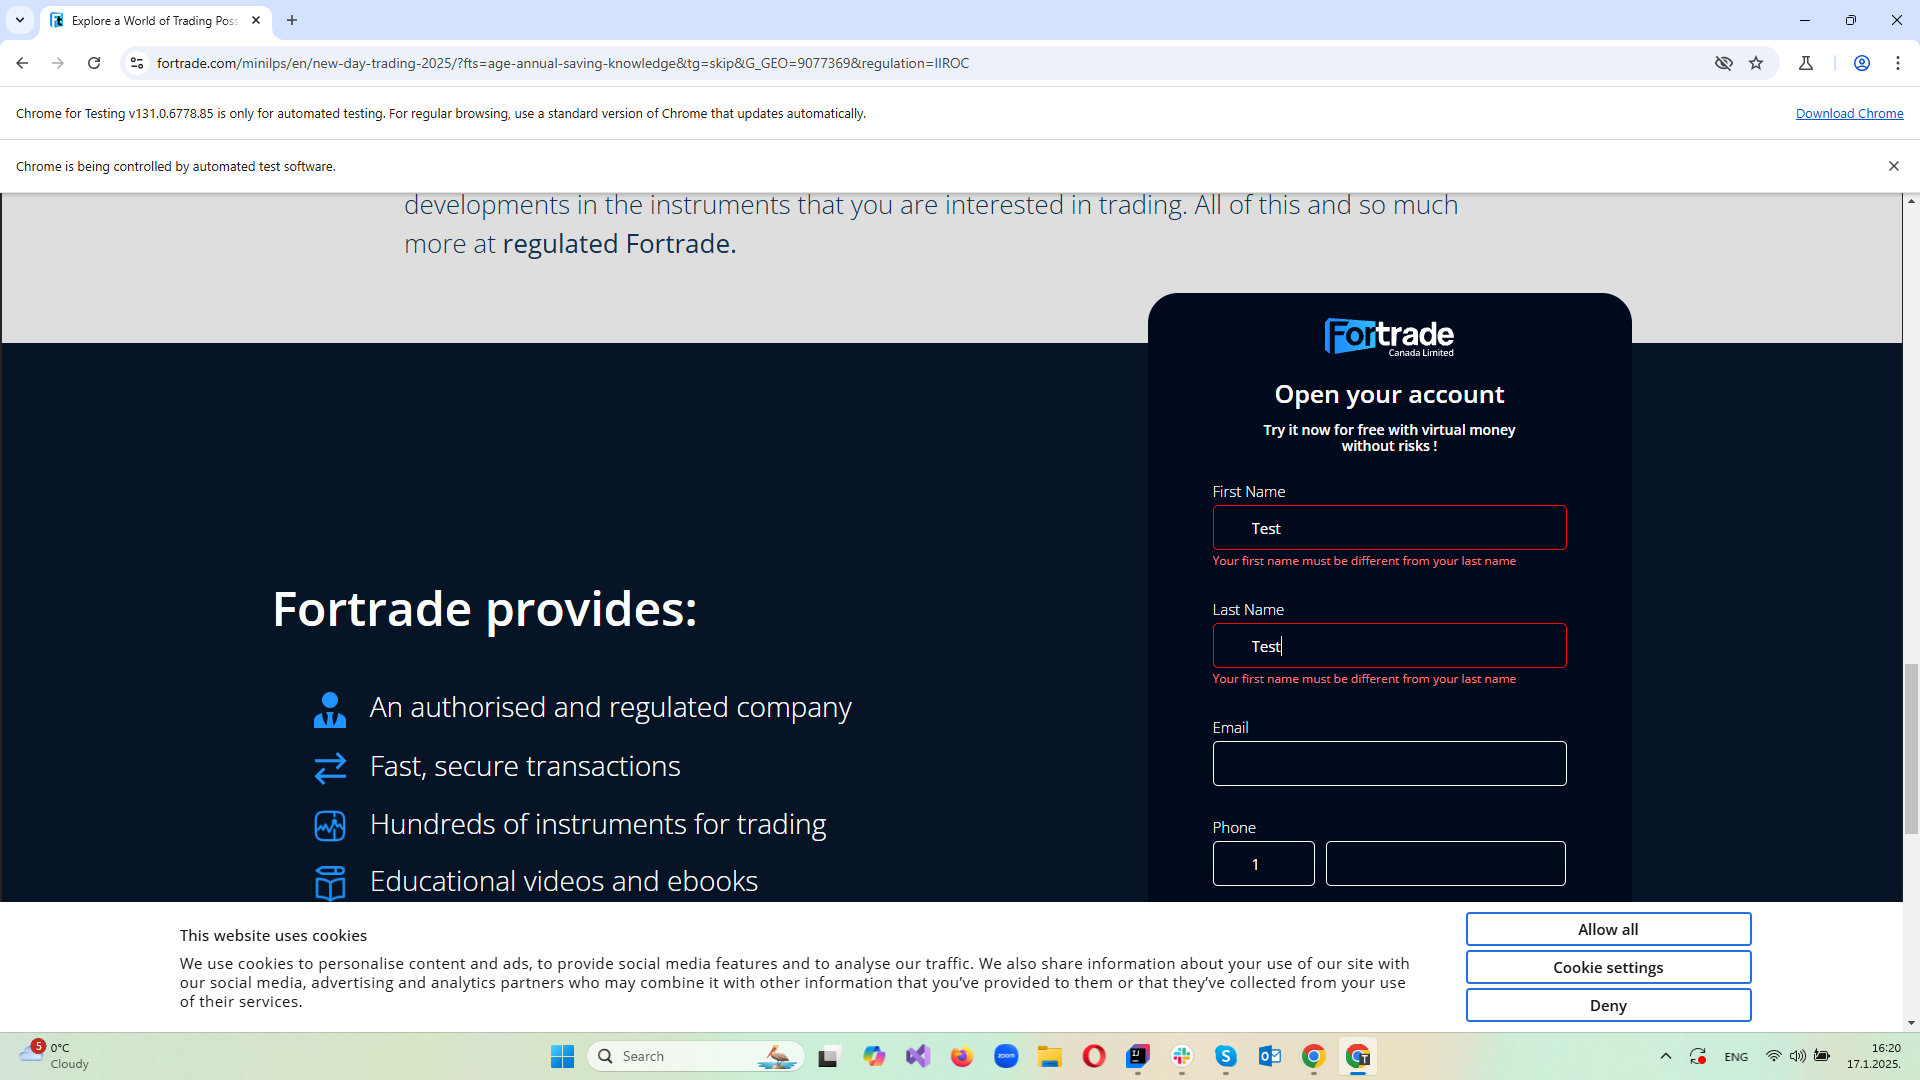 Explore a World of Trading Poss
fortrade.com/minilps/en/new-day-trading-2025/?fts=age-annual-saving-knowledge&tg=skip&G_GEO=9077369&regulation=IIROC
Chrome for Testing v131.0.6778.85 is only for automated testing. For regular browsing, use a standard version of Chrome that updates automatically.
Download Chrome
Chrome is being controlled by automated test software.
developments in the instruments that you are interested in trading. All of this and so much
more at regulated Fortrade.
Fortrade
Canada Limited
Open your account
Try it now for free with virtual money
without risks !
First Name
Test
Your first name must be different from your last name
Last Name
Test
Your first name must be different from your last name
Email
Phone
1
Fortrade provides:
An authorised and regulated company
Fast, secure transactions
Hundreds of instruments for trading
Educational videos and ebooks
This website uses cookies
We use cookies to personalise content and ads, to provide social media features and to analyse our traffic. We also share information about your use of our site with
our social media, advertising and analytics partners who may combine it with other information that you've provided to them or that they've collected from your use
of their services.
Allow all
Cookie settings
Deny
5
0°C
Cloudy
Search
zoom
ENG
16:20
17.1.2025.